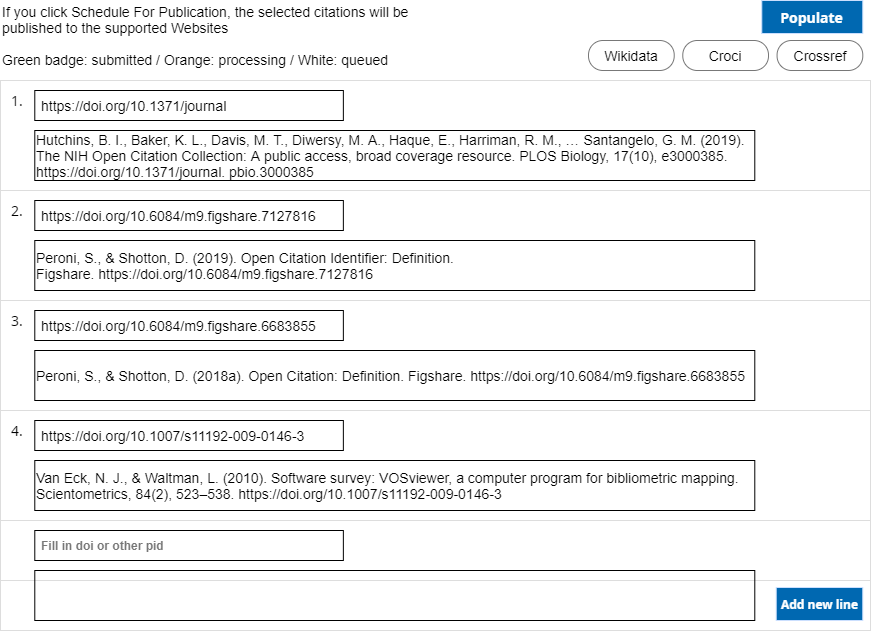 If you click Schedule For Publication, the selected citations will be
published to the supported Websites
Populate
Green badge: submitted / Orange: processing / White: queued
Wikidata
Croci
Crossref
1.
https://doi.org/10.1371/journal
Hutchins, B. I., Baker, K. L., Davis, M. T., Diwersy, M. A., Haque, E., Harriman, R. M., … Santangelo, G. M. (2019).
The NIH Open Citation Collection: A public access, broad coverage resource. PLOS Biology, 17(10), e3000385.
https://doi.org/10.1371/journal. pbio.3000385
2.
https://doi.org/10.6084/m9.figshare.7127816
Peroni, S., & Shotton, D. (2019). Open Citation Identifier: Definition.
Figshare. https://doi.org/10.6084/m9.figshare.7127816
3.
https://doi.org/10.6084/m9.figshare.6683855
Peroni, S., & Shotton, D. (2018a). Open Citation: Definition. Figshare. https://doi.org/10.6084/m9.figshare.6683855
4.
https://doi.org/10.1007/s11192-009-0146-3
Van Eck, N. J., & Waltman, L. (2010). Software survey: VOSviewer, a computer program for bibliometric mapping.
Scientometrics, 84(2), 523–538. https://doi.org/10.1007/s11192-009-0146-3
Fill in doi or other pid
Add new line